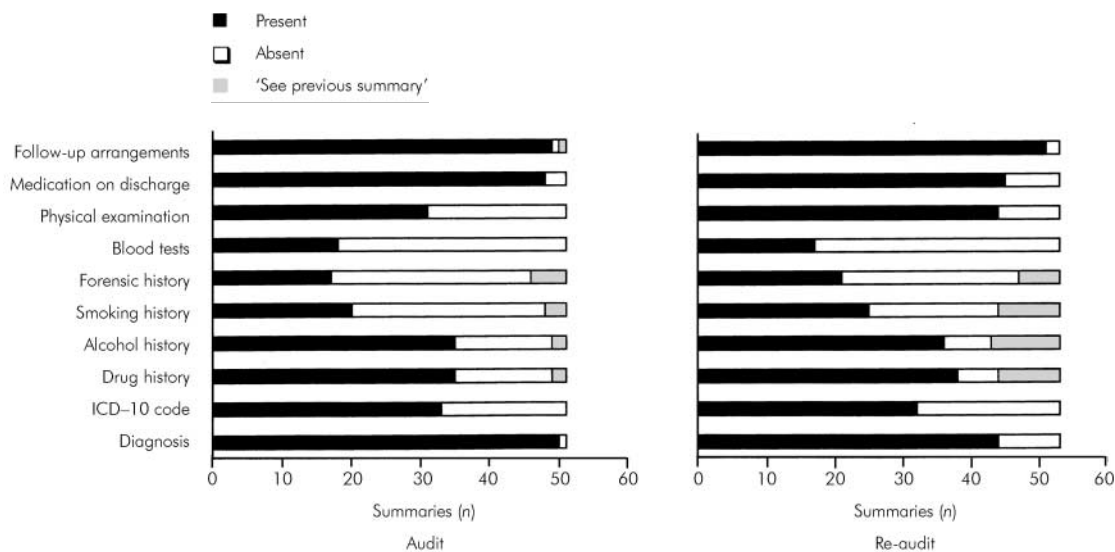 Present
Absent
‘See previous summary’
Follow-up arrangements
Medication on discharge
Physical examination
Blood tests
Forensic history
Smoking history
Alcohol history
Drug history
ICD–10 code
Diagnosis
0 10 20 30 40 50 60
Summaries (n)
Audit
0 10 20 30 40 50 60
Summaries (n)
Re-audit